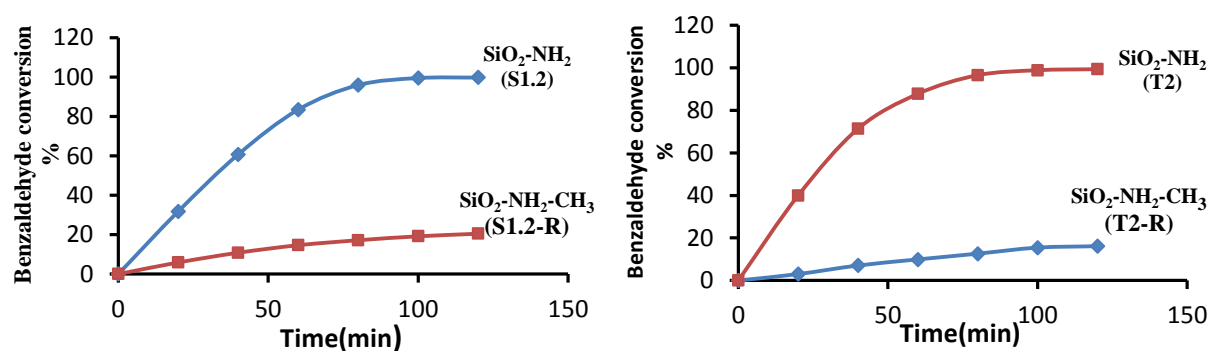 Benzaldehyde conversion
%
120
100
80
60
40
20
0
0
50
100
150
Time(min)
SiO₂-NH₂
(S1.2)
SiO₂-NH₂-CH₃
(S1.2-R)
Benzaldehyde conversion
%
120
100
80
60
40
20
0
0
50
100
150
Time(min)
SiO₂-NH₂
(T2)
SiO₂-NH₂-CH₃
(T2-R)